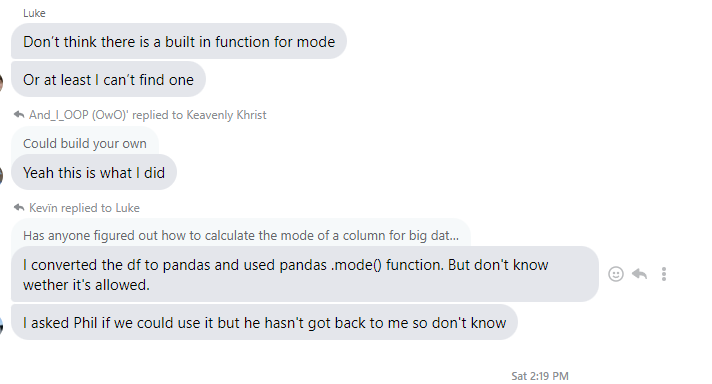 Luke
Don't think there is a built in function for mode
Or at least I can't find one
And_I_OOP (OwO)' replied to Keavenly Khrist
Could build your own
Yeah this is what I did
Kevin replied to Luke
Has anyone figured out how to calculate the mode of a column for big dat...
I converted the df to pandas and used pandas .mode() function. But don't know
wether it's allowed.
I asked Phil if we could use it but he hasn't got back to me so don't know
Sat 2:19 PM